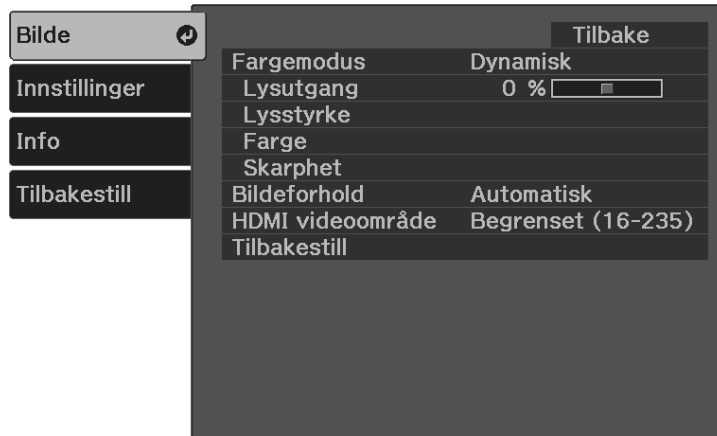 Bilde
Innstillinger
Info
Tilbakestill
Tilbake
Fargemodus Dynamisk
Lysutgang 0 %
Lysstyrke
Farge
Skarphet
Bildeforhold Automatisk
HDMI videoområde Begrenset (16-235)
Tilbakestill